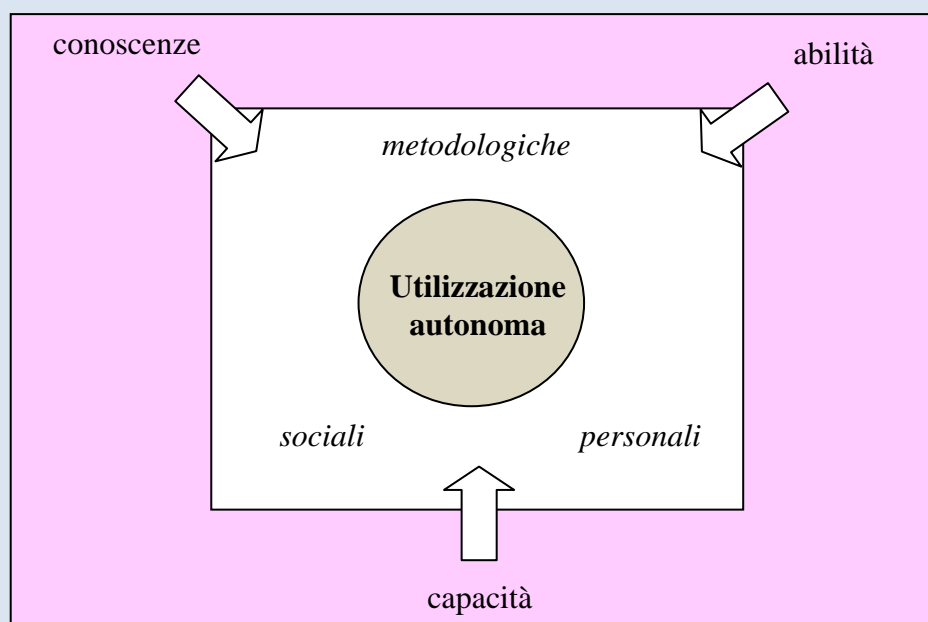 conoscenze
abilità
metodologiche
Utilizzazione
autonoma
sociali
personali
capacità